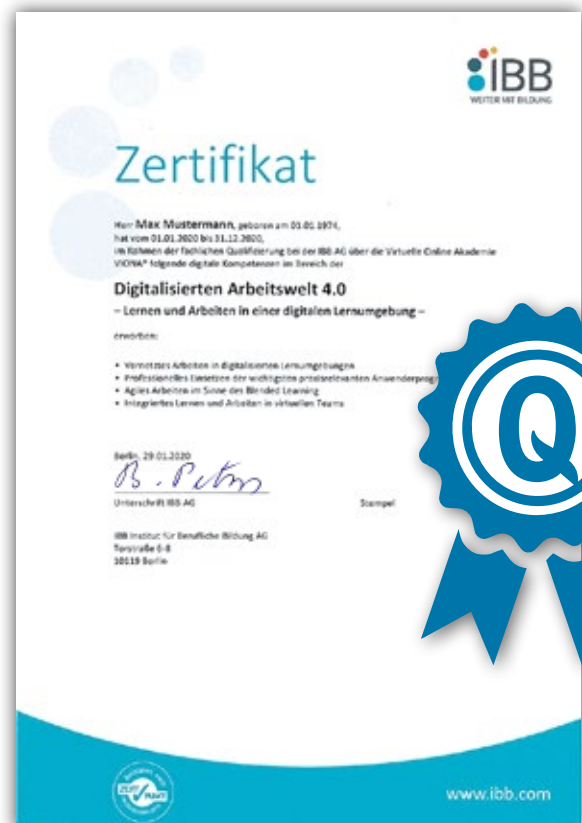 IBB
WEITER MIT BILDUNG
Zertifikat
Herr Max Mustermann, geboren am 01.01.1974,
hat vom 01.01.2020 bis 31.12.2020,
im Rahmen der fachlichen Qualifizierung bei der IBB AG über die Virtuelle Online Akademie
VIONA® folgende digitale Kompetenzen im Bereich der
Digitalisierten Arbeitswelt 4.0
– Lernen und Arbeiten in einer digitalen Lernumgebung –
erworben:
• Vernetztes Arbeiten in digitalisierten Lernumgebungen
• Professionelles Einsetzen der wichtigsten praxisrelevanten Anwenderprog
• Agiles Arbeiten im Sinne des Blended Learning
• Integriertes Lernen und Arbeiten in virtuellen Teams
Berlin, 29.01.2020
B. Peters
Unterschrift IBB AG
Stempel
IBB Institut für Berufliche Bildung AG
Torstraße 6-8
10119 Berlin
Q
ZERT
www.ibb.com